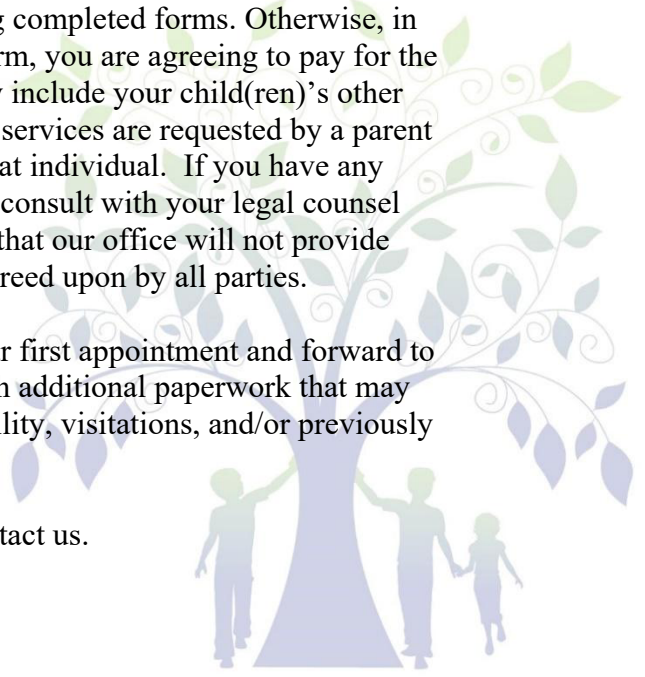 completed forms. Otherwise, in
rm, you are agreeing to pay for the
include your child(ren)’s other
services are requested by a parent
at individual.  If you have any
consult with your legal counsel
that our office will not provide
reed upon by all parties.
r first appointment and forward to
additional paperwork that may
lity, visitations, and/or previously
tact us.